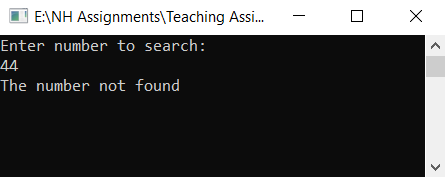 E:\NH Assignments\Teaching Assi...
Enter number to search:
44
The number not found